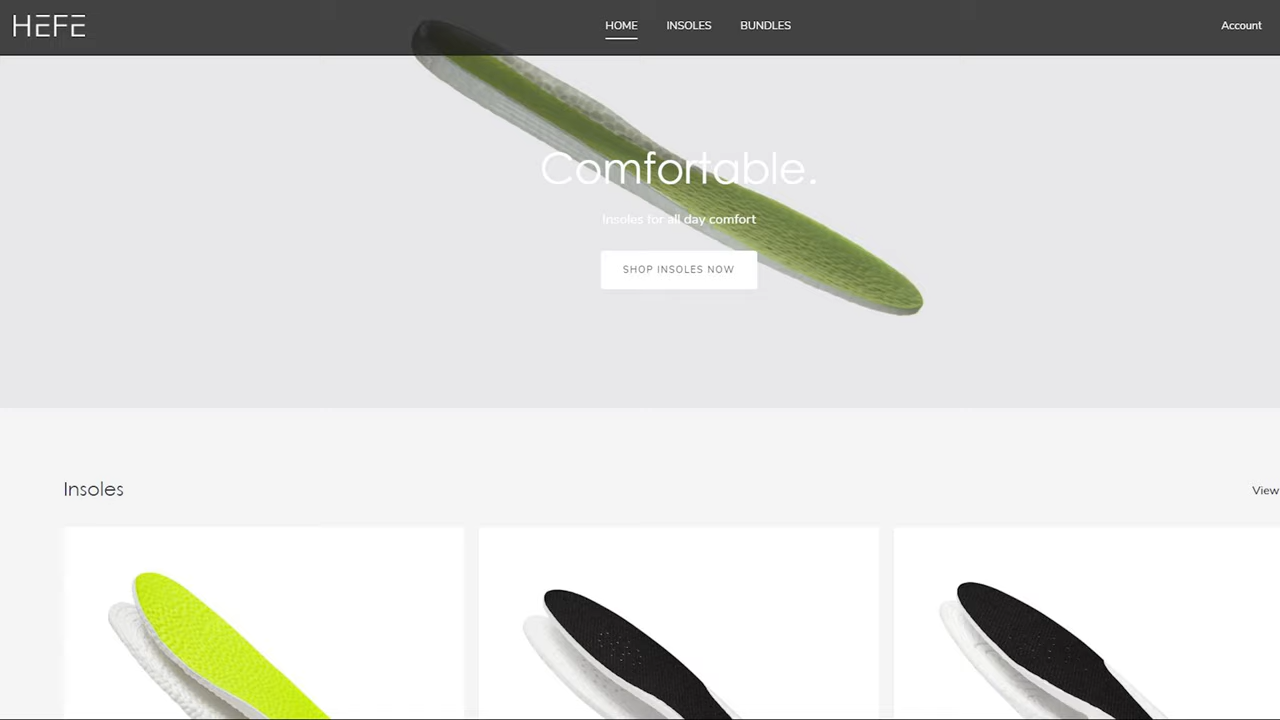 HEFE
HOME INSOLES BUNDLES
Account
Comfortable.
Insoles for all day comfort
SHOP INSOLES NOW
Insoles
View